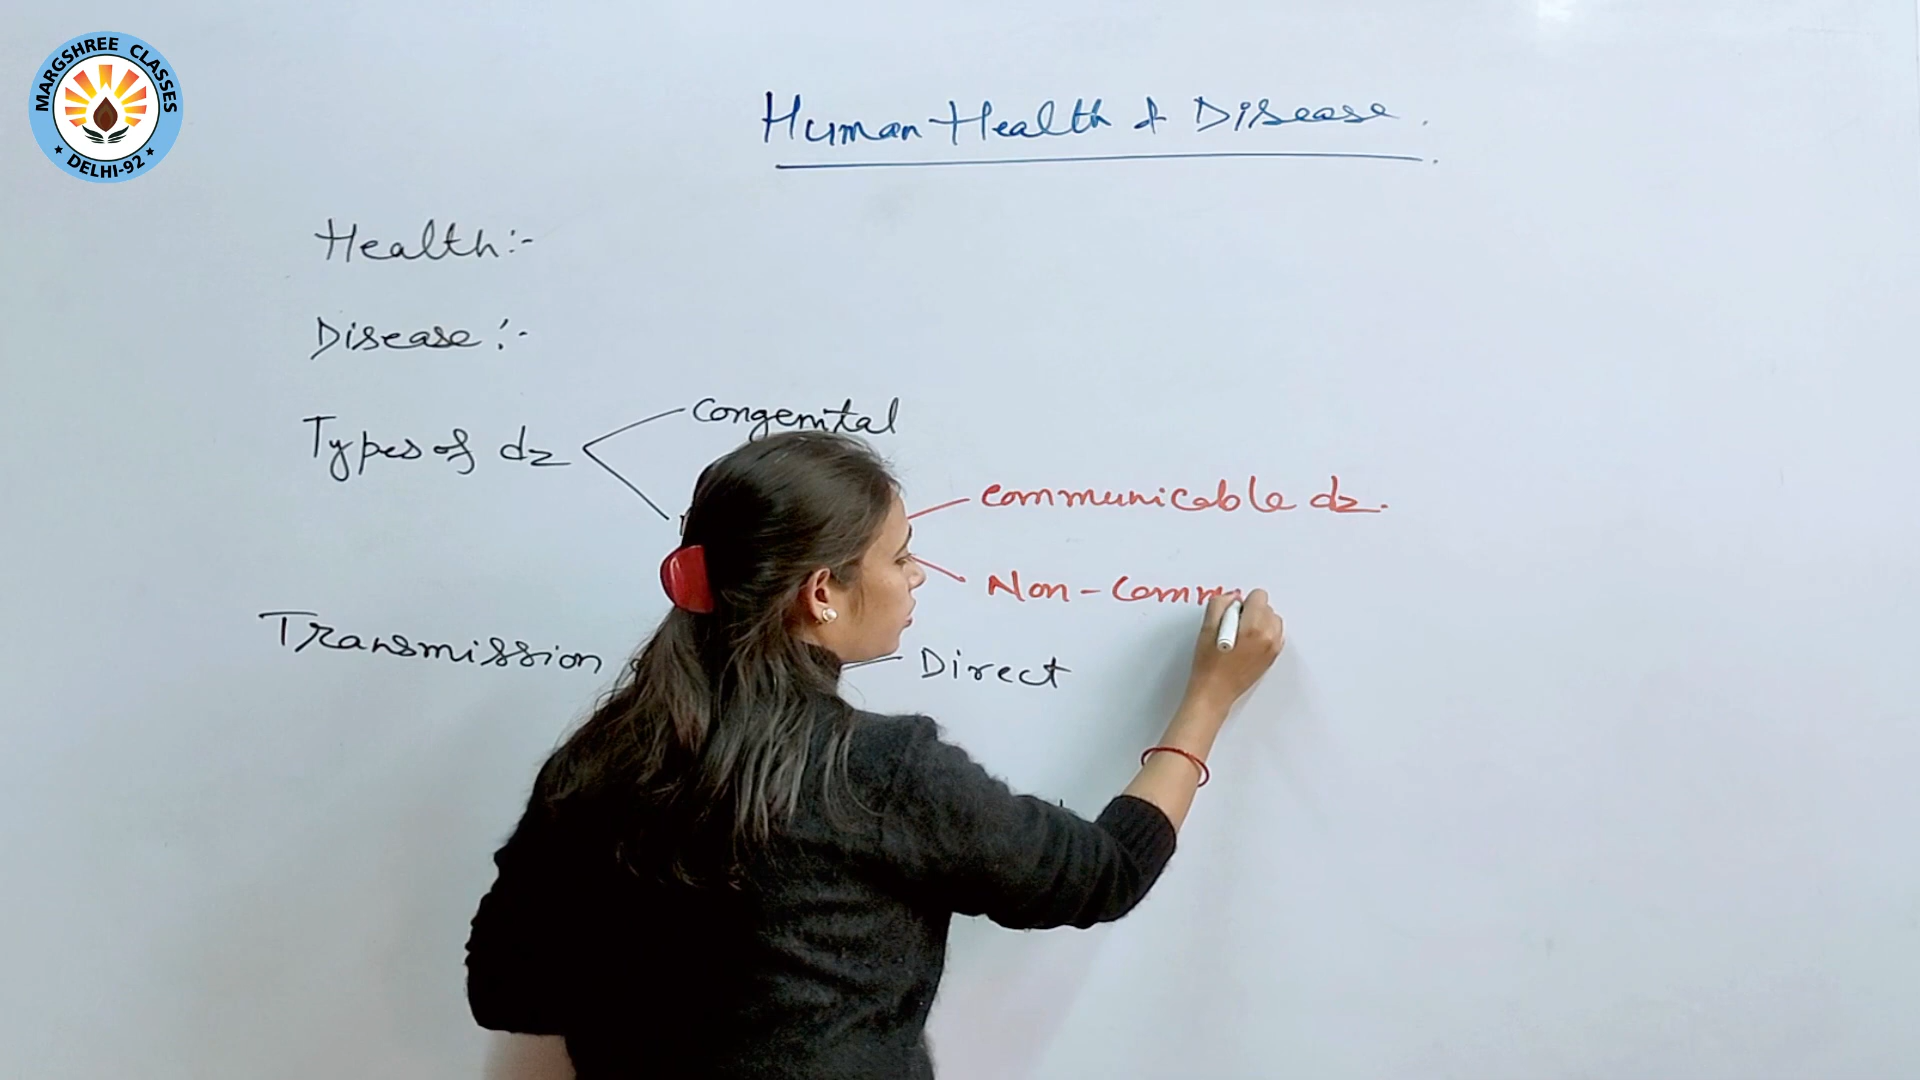 MARGSHREE CLASSES
DELHI-92
Human Health & Disease.
Health:-
Disease:-
Types of dz
Congenital
Communicable dz.
Non-Comm
Transmission
Direct